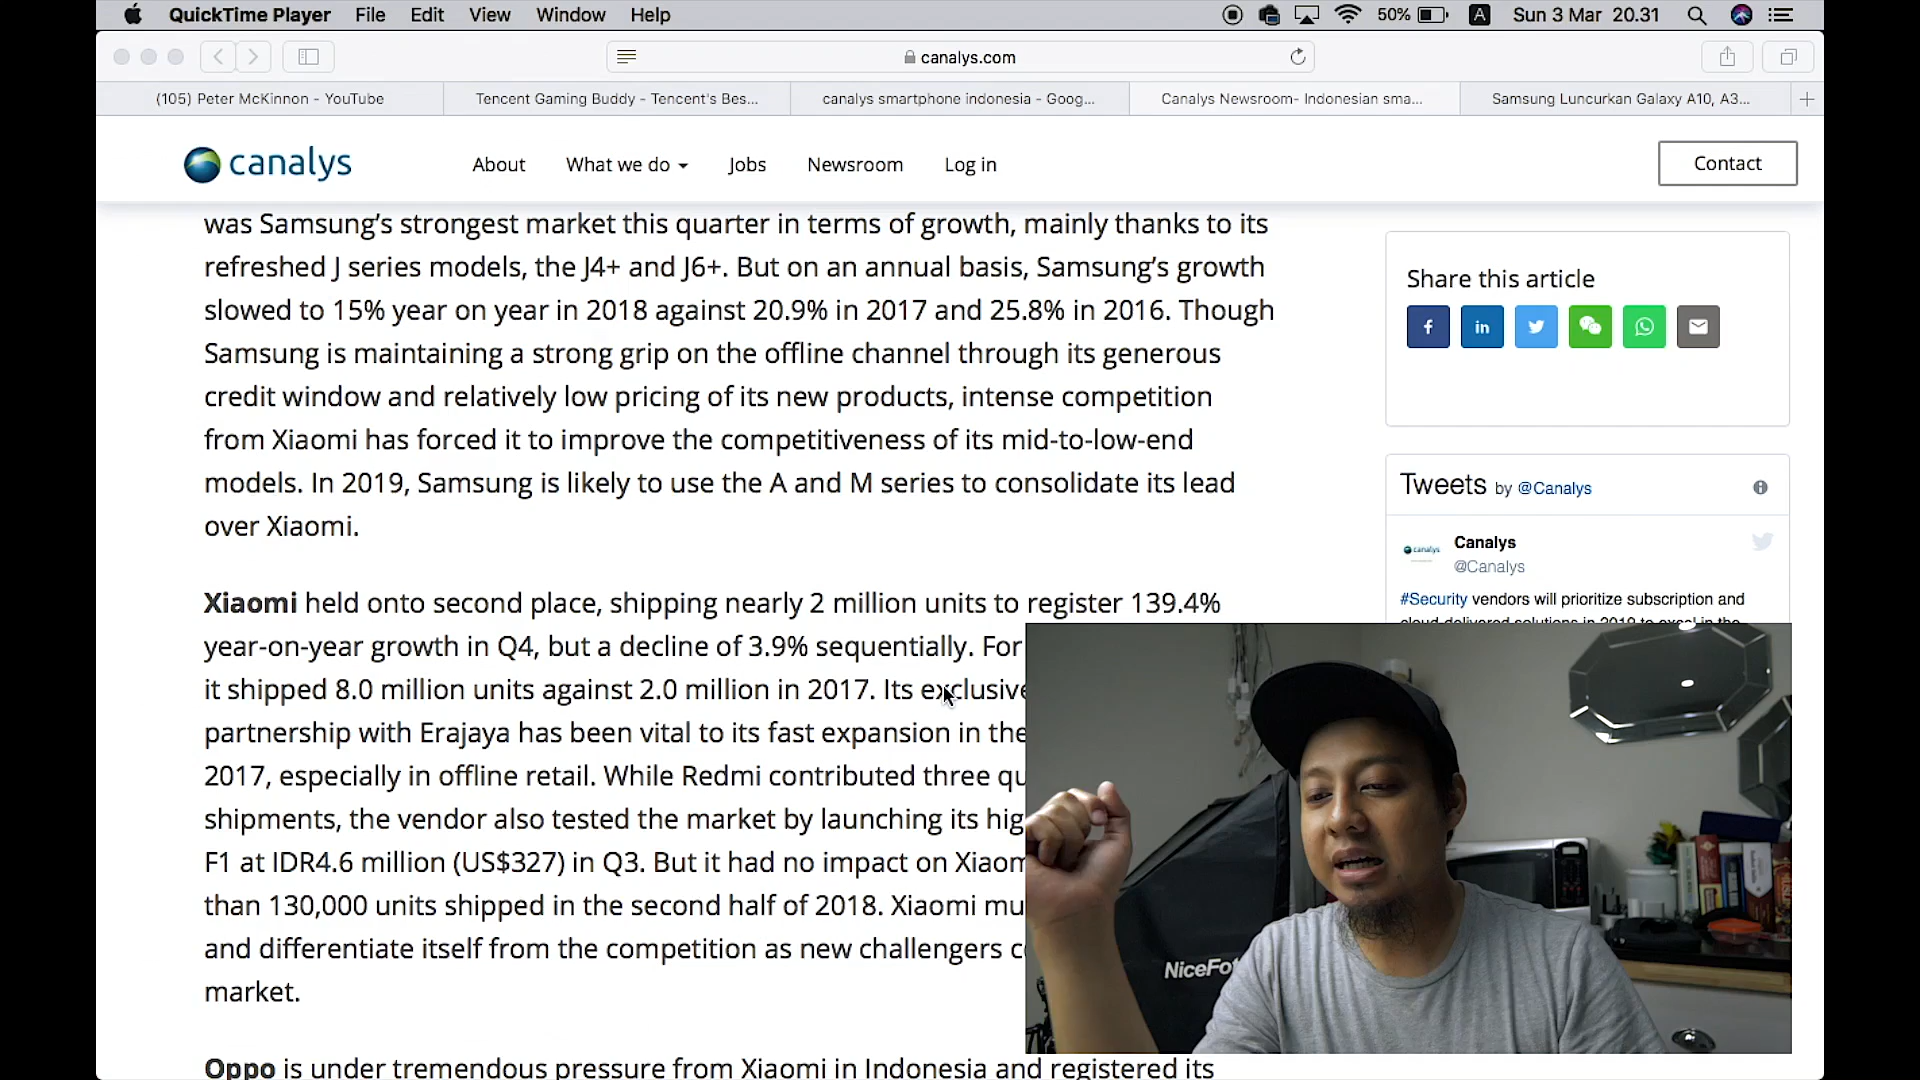 QuickTime Player File Edit View Window Help 50% A Sun 3 Mar 20.31
canalys.com
(105) Peter McKinnon - YouTube
Tencent Gaming Buddy - Tencent's Bes...
canalys smartphone indonesia - Goog...
Canalys Newsroom- Indonesian sma...
Samsung Luncurkan Galaxy A10, A3...
canalys
About What we do Jobs Newsroom Log in
Contact
was Samsung’s strongest market this quarter in terms of growth, mainly thanks to its
refreshed J series models, the J4+ and J6+. But on an annual basis, Samsung’s growth
slowed to 15% year on year in 2018 against 20.9% in 2017 and 25.8% in 2016. Though
Samsung is maintaining a strong grip on the offline channel through its generous
credit window and relatively low pricing of its new products, intense competition
from Xiaomi has forced it to improve the competitiveness of its mid-to-low-end
models. In 2019, Samsung is likely to use the A and M series to consolidate its lead
over Xiaomi.
Xiaomi held onto second place, shipping nearly 2 million units to register 139.4%
year-on-year growth in Q4, but a decline of 3.9% sequentially. For
it shipped 8.0 million units against 2.0 million in 2017. Its exclusive
partnership with Erajaya has been vital to its fast expansion in the
2017, especially in offline retail. While Redmi contributed three qu
shipments, the vendor also tested the market by launching its hig
F1 at IDR4.6 million (US$327) in Q3. But it had no impact on Xiaom
than 130,000 units shipped in the second half of 2018. Xiaomi mu
and differentiate itself from the competition as new challengers c
market.
Oppo is under tremendous pressure from Xiaomi in Indonesia and registered its
Share this article
Tweets by @Canalys
canalys
Canalys
@Canalys
#Security vendors will prioritize subscription and
cloud-delivered solutions in 2019 to excel in the
NiceFo